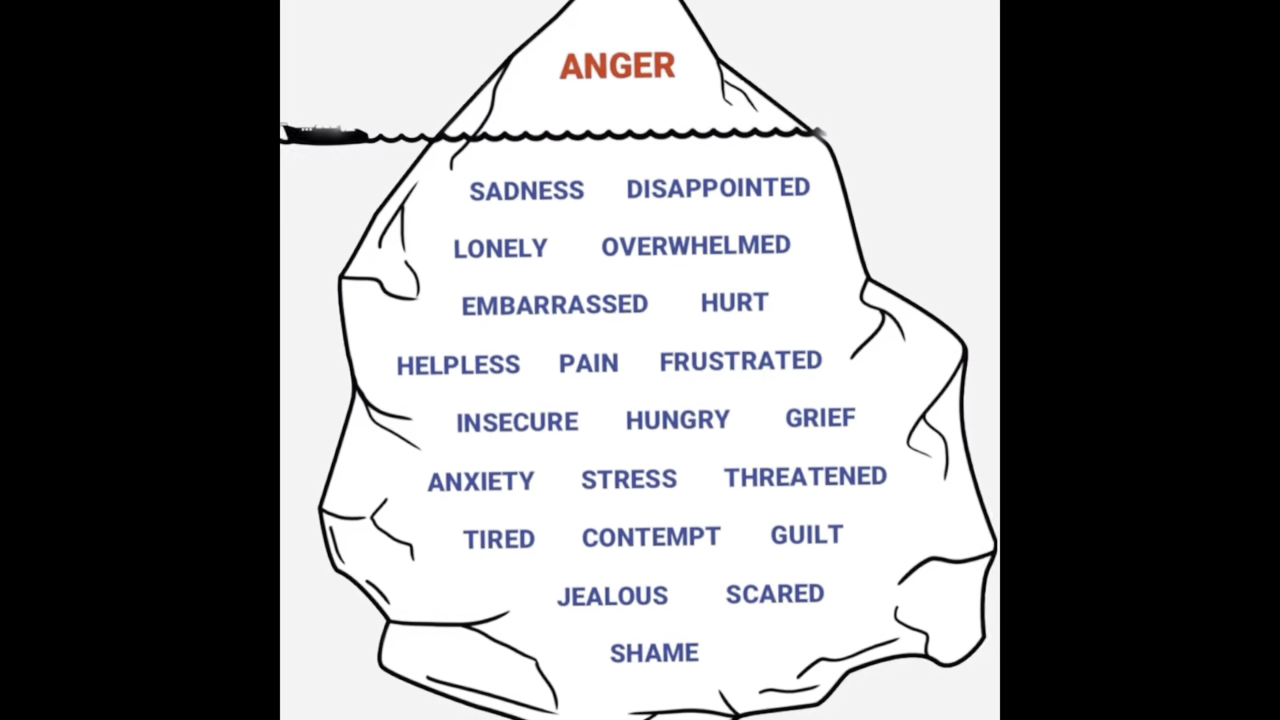 ANGER
SADNESS DISAPPOINTED
LONELY OVERWHELMED
EMBARRASSED HURT
HELPLESS PAIN FRUSTRATED
INSECURE HUNGRY GRIEF
ANXIETY STRESS THREATENED
TIRED CONTEMPT GUILT
JEALOUS SCARED
SHAME